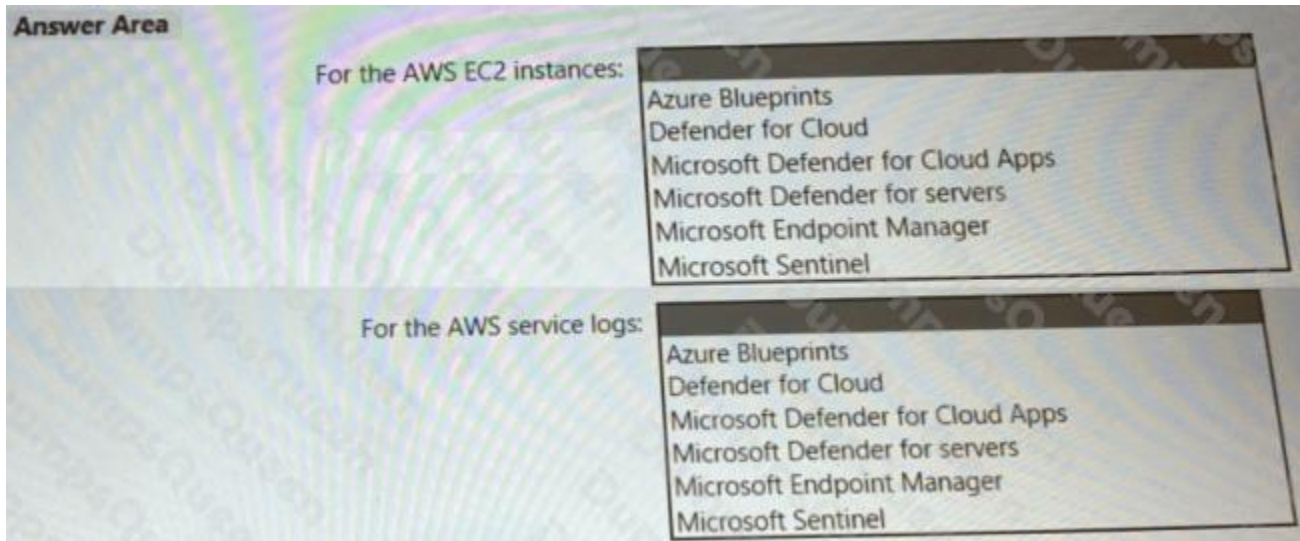 Answer Area
For the AWS EC2 instances:
Azure Blueprints
Defender for Cloud
Microsoft Defender for Cloud Apps
Microsoft Defender for servers
Microsoft Endpoint Manager
Microsoft Sentinel
For the AWS service logs:
Azure Blueprints
Defender for Cloud
Microsoft Defender for Cloud Apps
Microsoft Defender for servers
Microsoft Endpoint Manager
Microsoft Sentinel